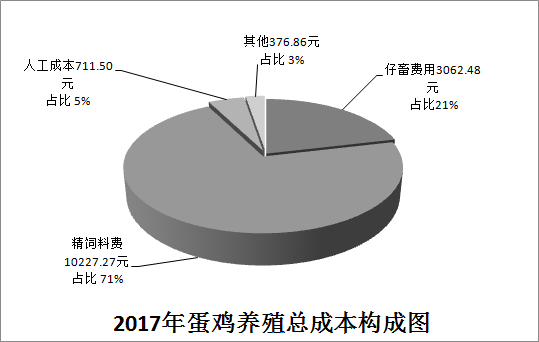 其他376.86元
占比 3%
人工成本711.50
元
占比 5%
仔畜费用3062.48
元
占比21%
精饲料费
10227.27元
占比 71%
2017年蛋鸡养殖总成本构成图